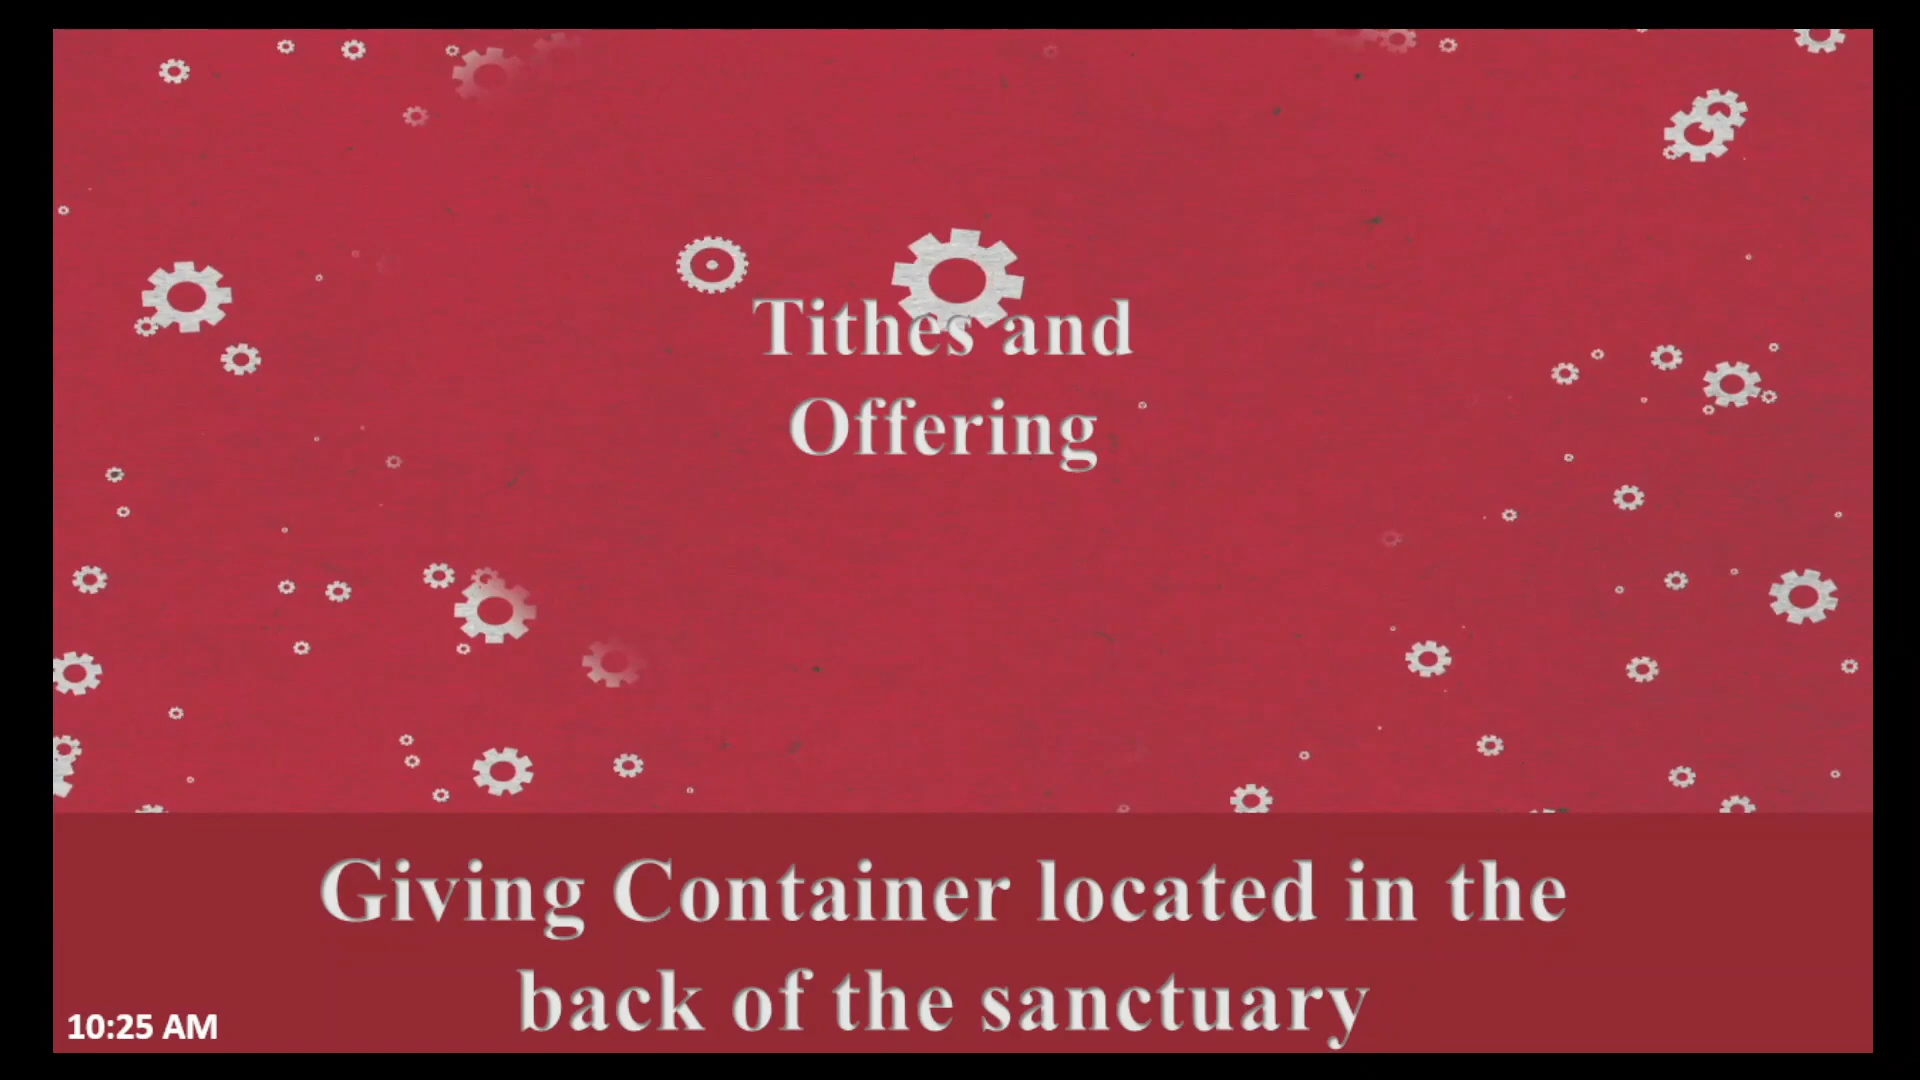 Tithes and
Offering
Giving Container located in the
back of the sanctuary
10:25 AM